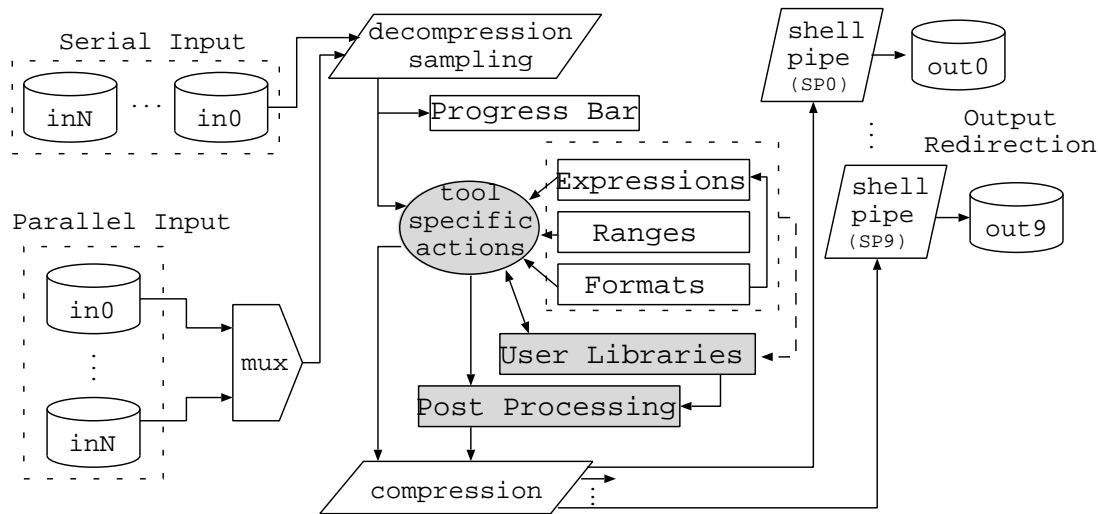 Serial Input
inN
...
in0
decompression
sampling
Progress Bar
shell
pipe
(SP0)
out0
Output
Redirection
shell
pipe
(SP9)
out9
Parallel Input
in0
inN
mux
tool
specific
actions
Expressions
Ranges
Formats
User Libraries
Post Processing
compression